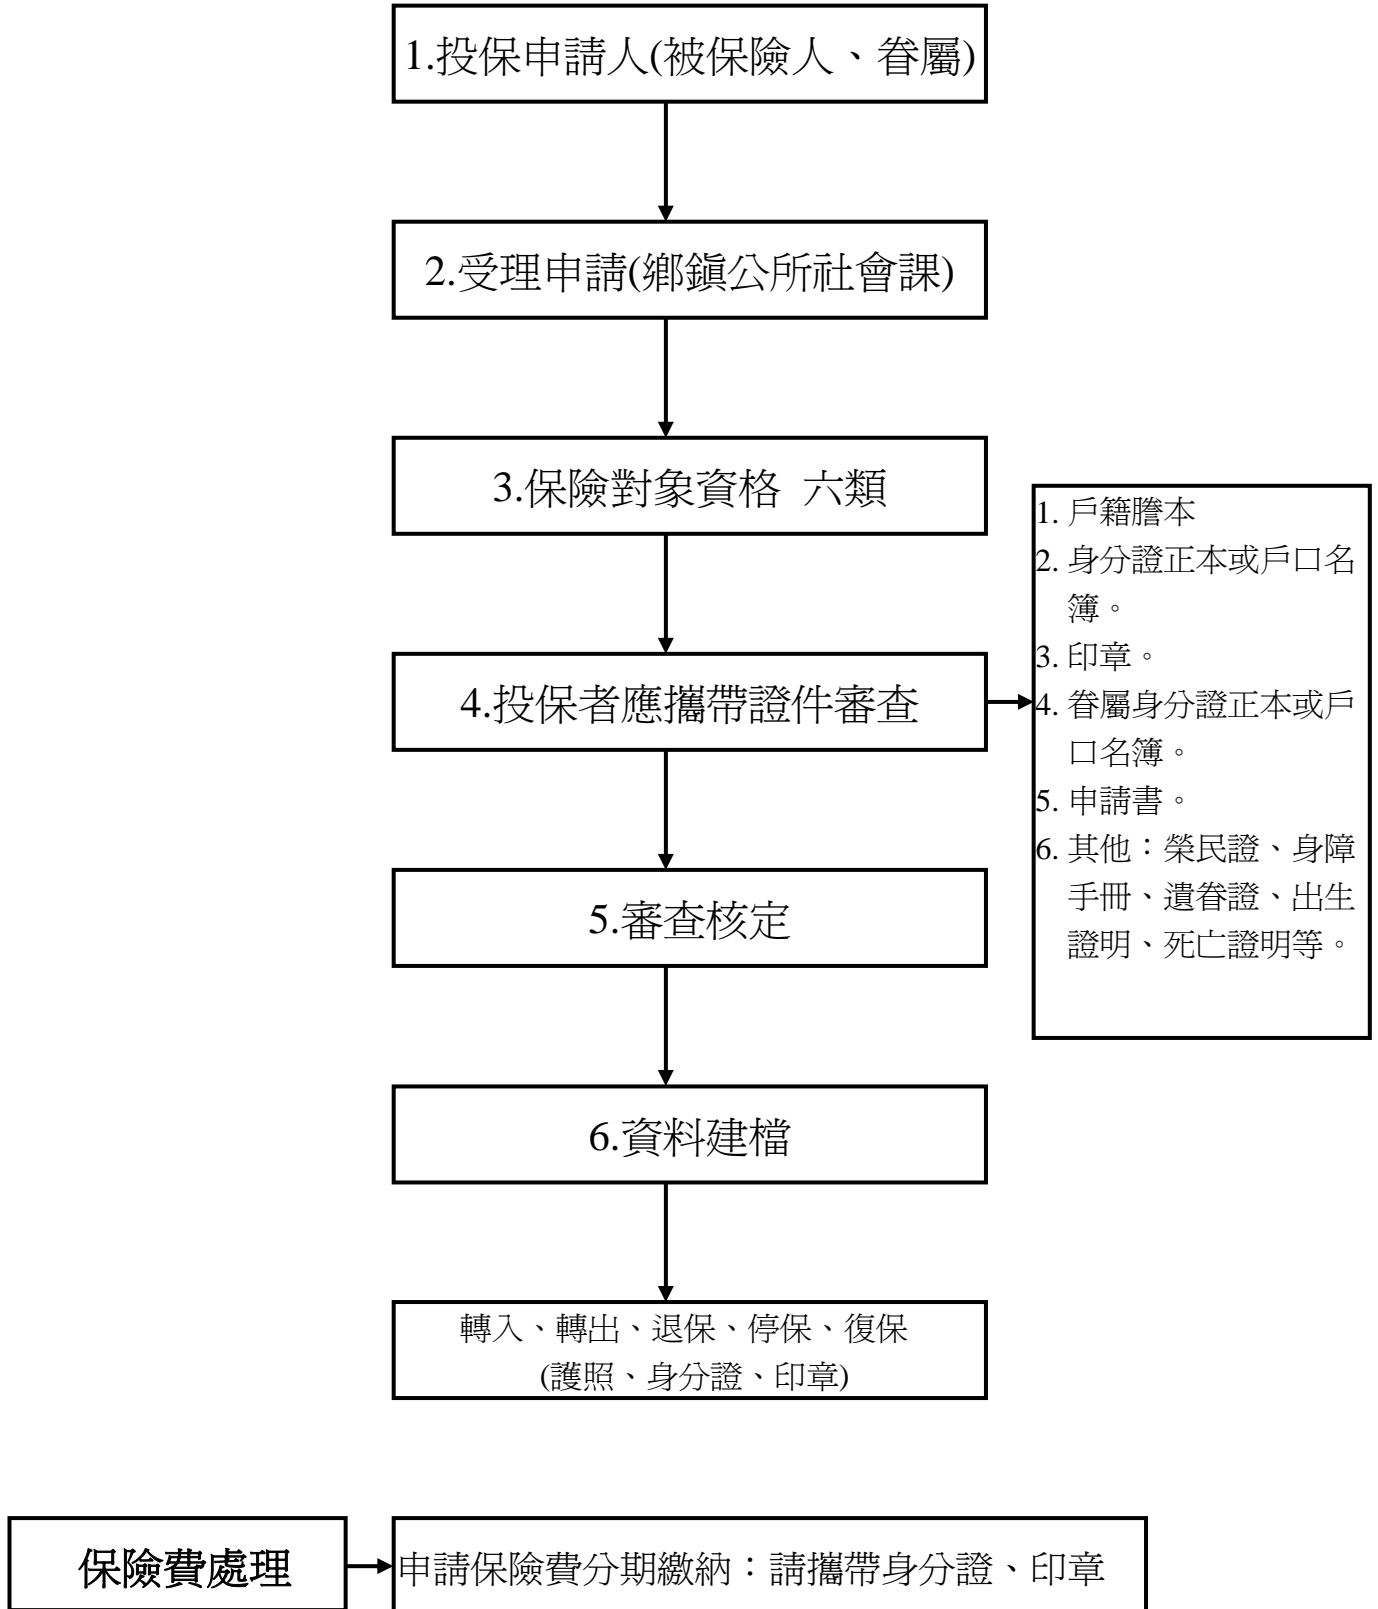 1.投保申請人(被保險人、眷屬)
2.受理申請(鄉鎮公所社會課)
3.保險對象資格 六類
4.投保者應攜帶證件審查
1. 戶籍謄本
2. 身分證正本或戶口名
簿。
3. 印章。
4. 眷屬身分證正本或戶
口名簿。
5. 申請書。
6. 其他：榮民證、身障
手冊、遺眷證、出生
證明、死亡證明等。
5.審查核定
6.資料建檔
轉入、轉出、退保、停保、復保
(護照、身分證、印章)
保險費處理
申請保險費分期繳納：請攜帶身分證、印章